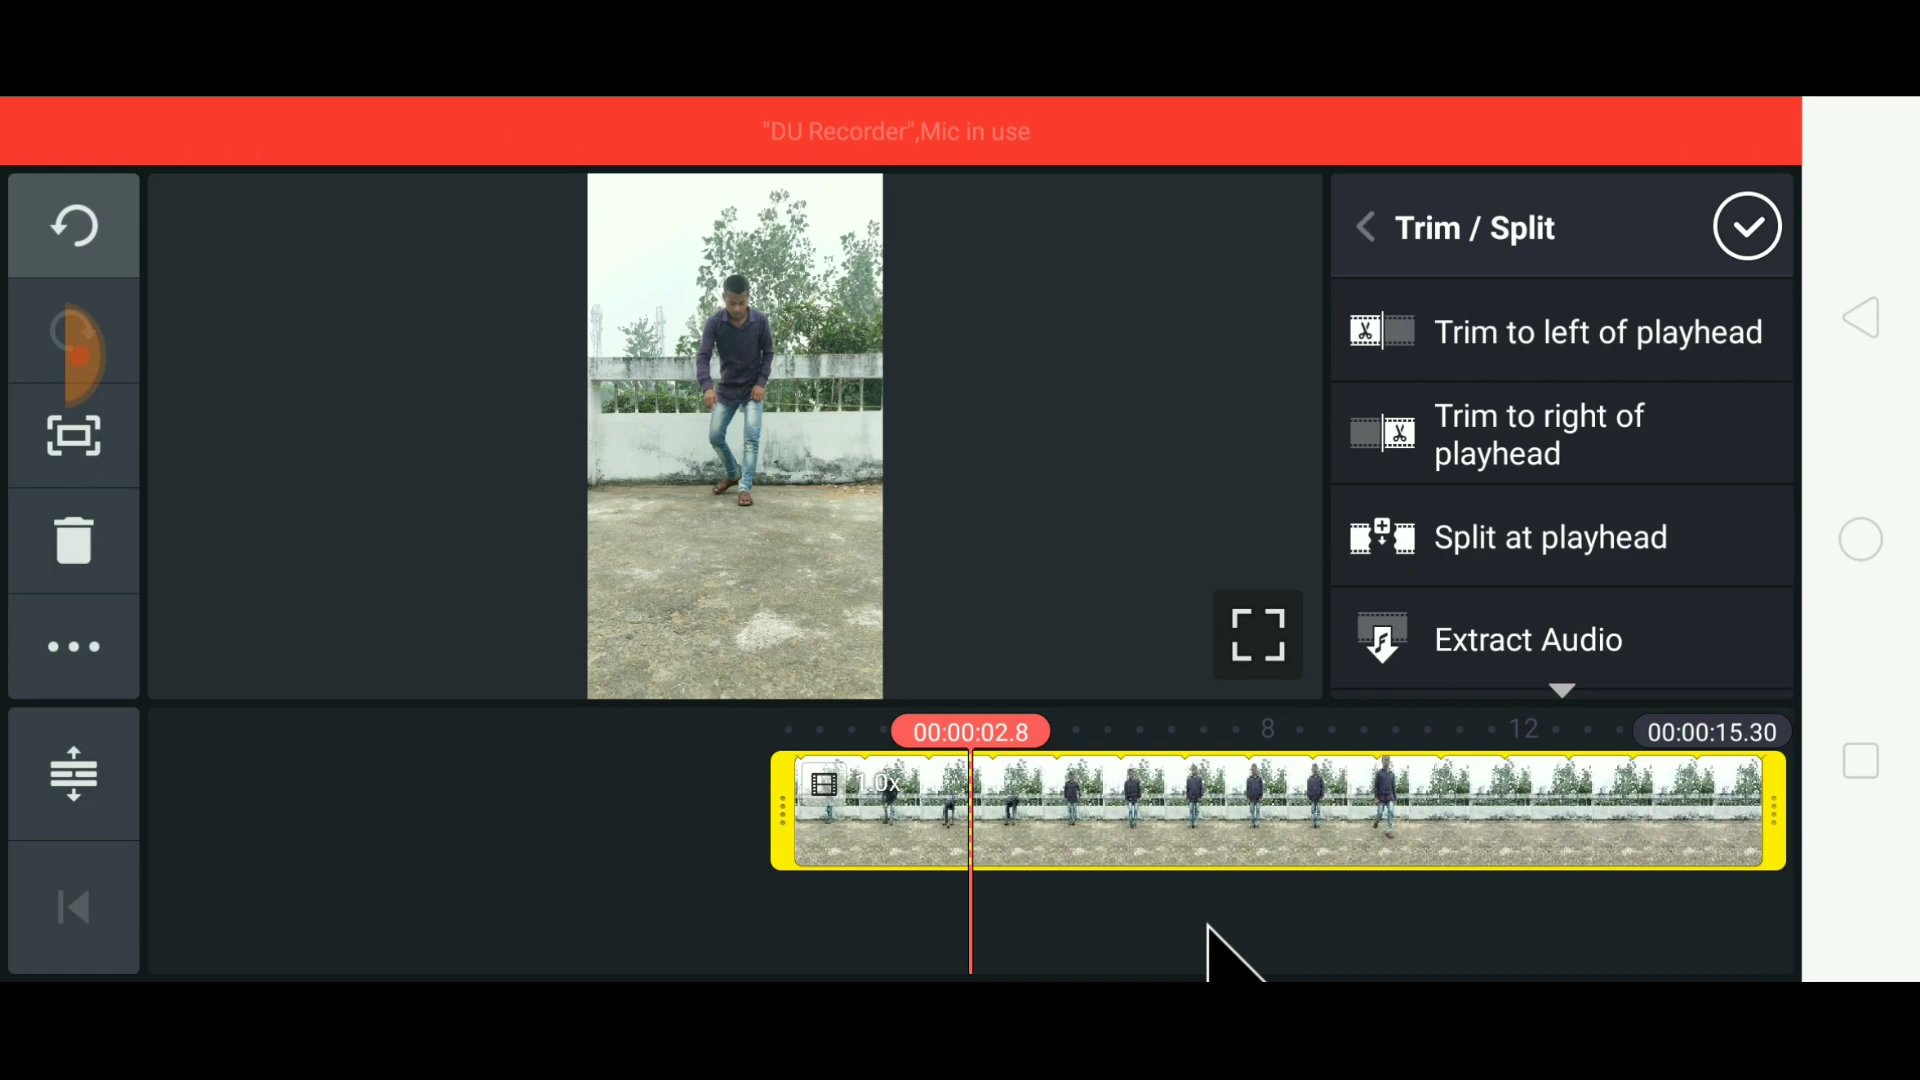 "DU Recorder",Mic in use
Trim / Split
Trim to left of playhead
Trim to right of
playhead
Split at playhead
Extract Audio
00:00:02.8
8
12
00:00:15.30
1.0x